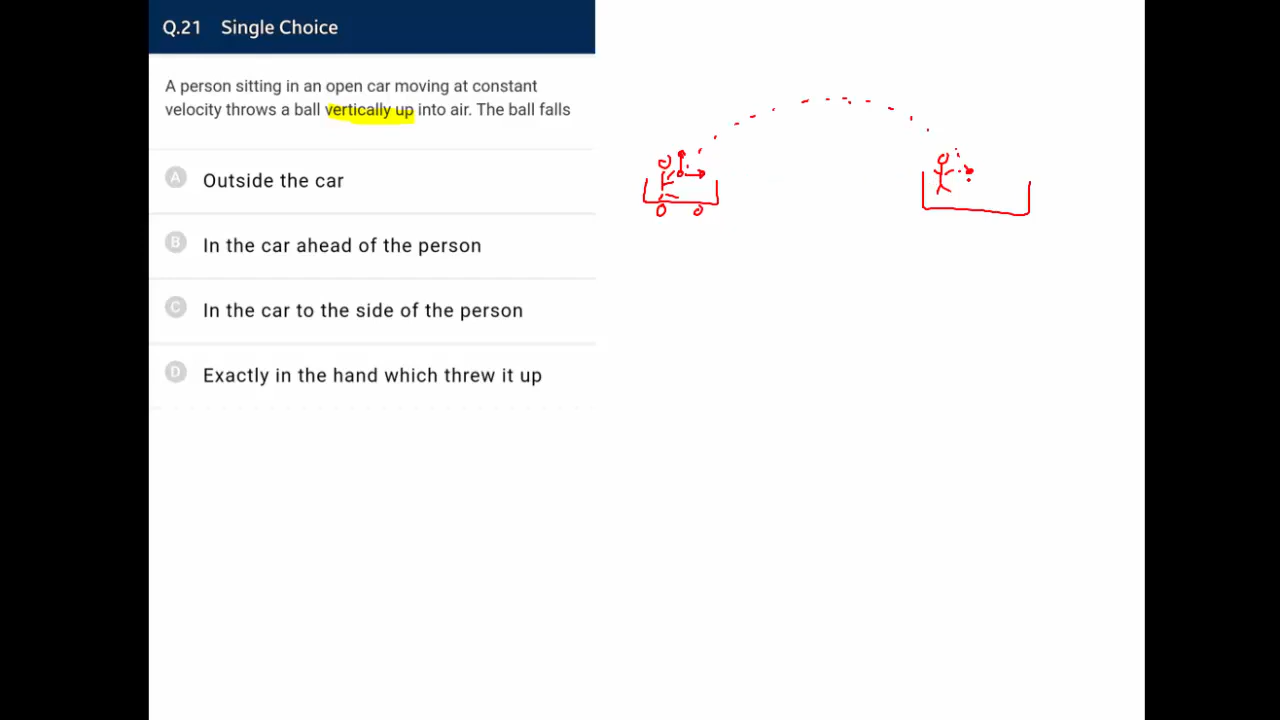 Q.21 Single Choice
A person sitting in an open car moving at constant
velocity throws a ball vertically up into air. The ball falls
A Outside the car
B In the car ahead of the person
C In the car to the side of the person
D Exactly in the hand which threw it up